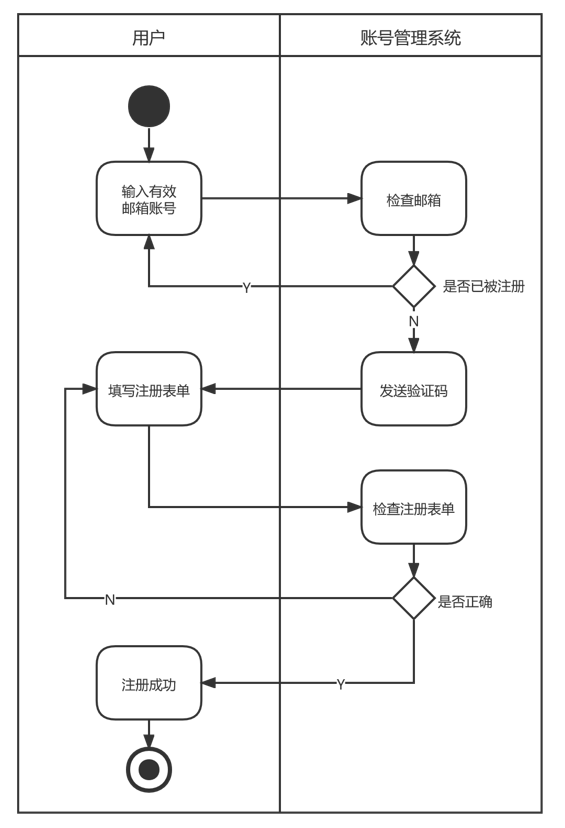 用户
账号管理系统
输入有效
邮箱账号
检查邮箱
Y
是否已被注册
N
填写注册表单
发送验证码
检查注册表单
N
是否正确
注册成功
Y